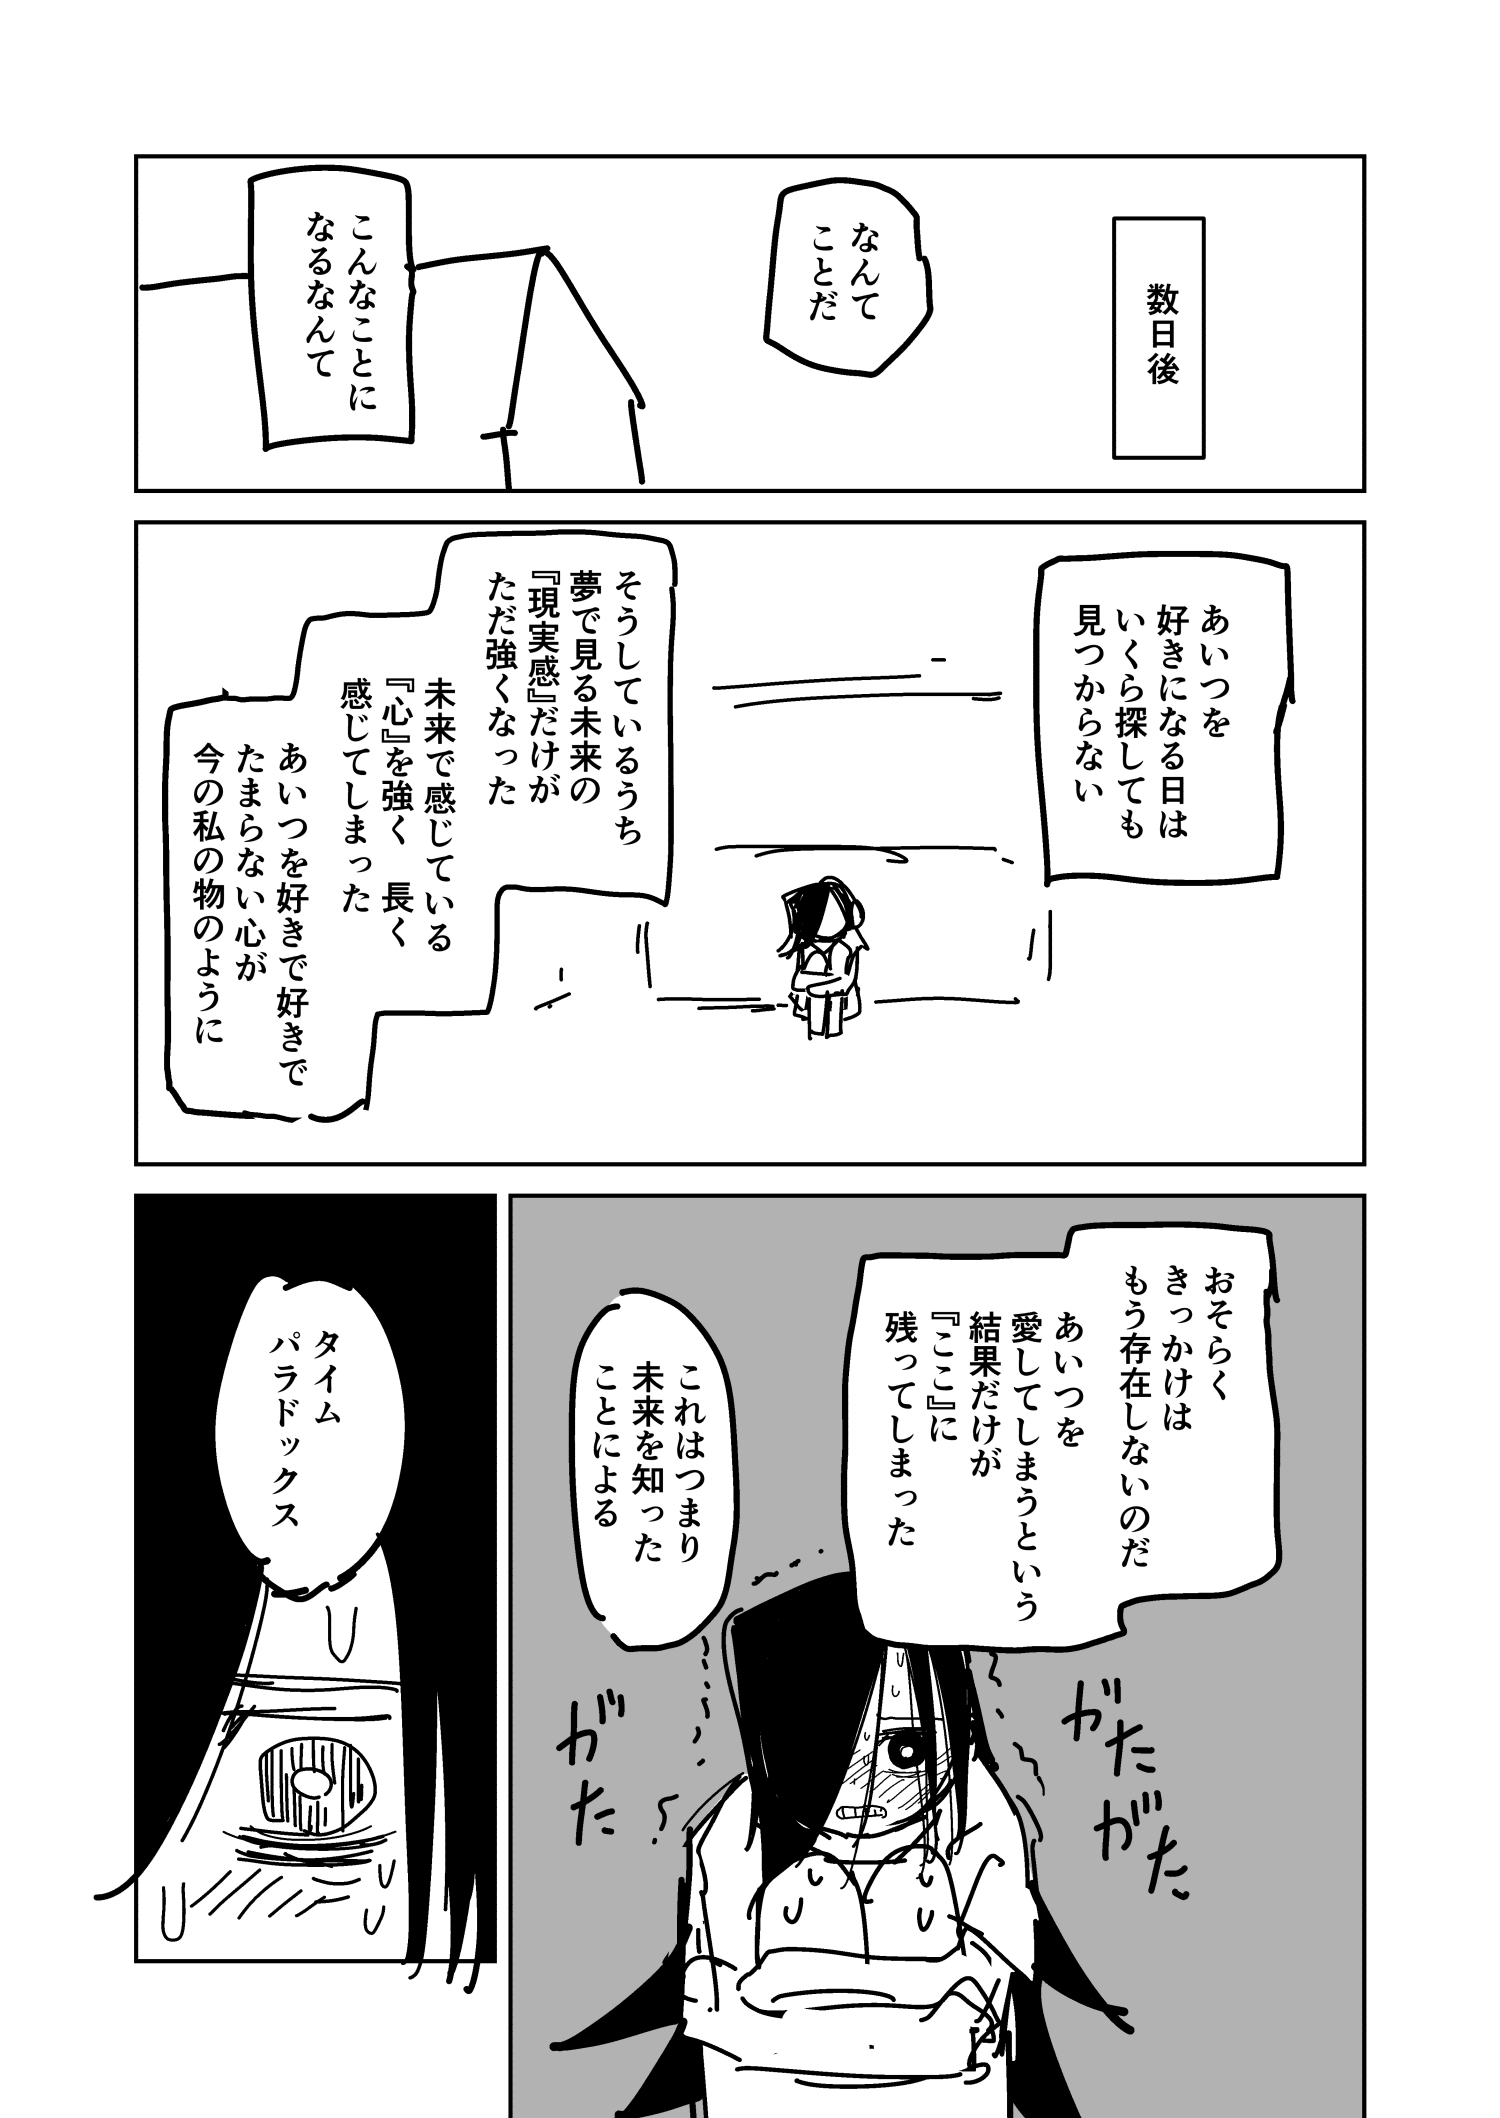 数日後
なんて
ことだ
こんなことに
なるなんて
あいつを
好きになる日は
いくら探しても
見つからない
そうしているうち
夢で見る未来の
『現実感』だけが
ただ強くなった
未来で感じている
『心』を強く　長く
感じてしまった
あいつを好きで好きで
たまらない心が
今の私の物のように
おそらく
きっかけは
もう存在しないのだ
あいつを
愛してしまうという
結果だけが
『ここ』に
残ってしまった
これはつまり
未来を知った
ことによる
がたがた
がた
タイム
パラドックス